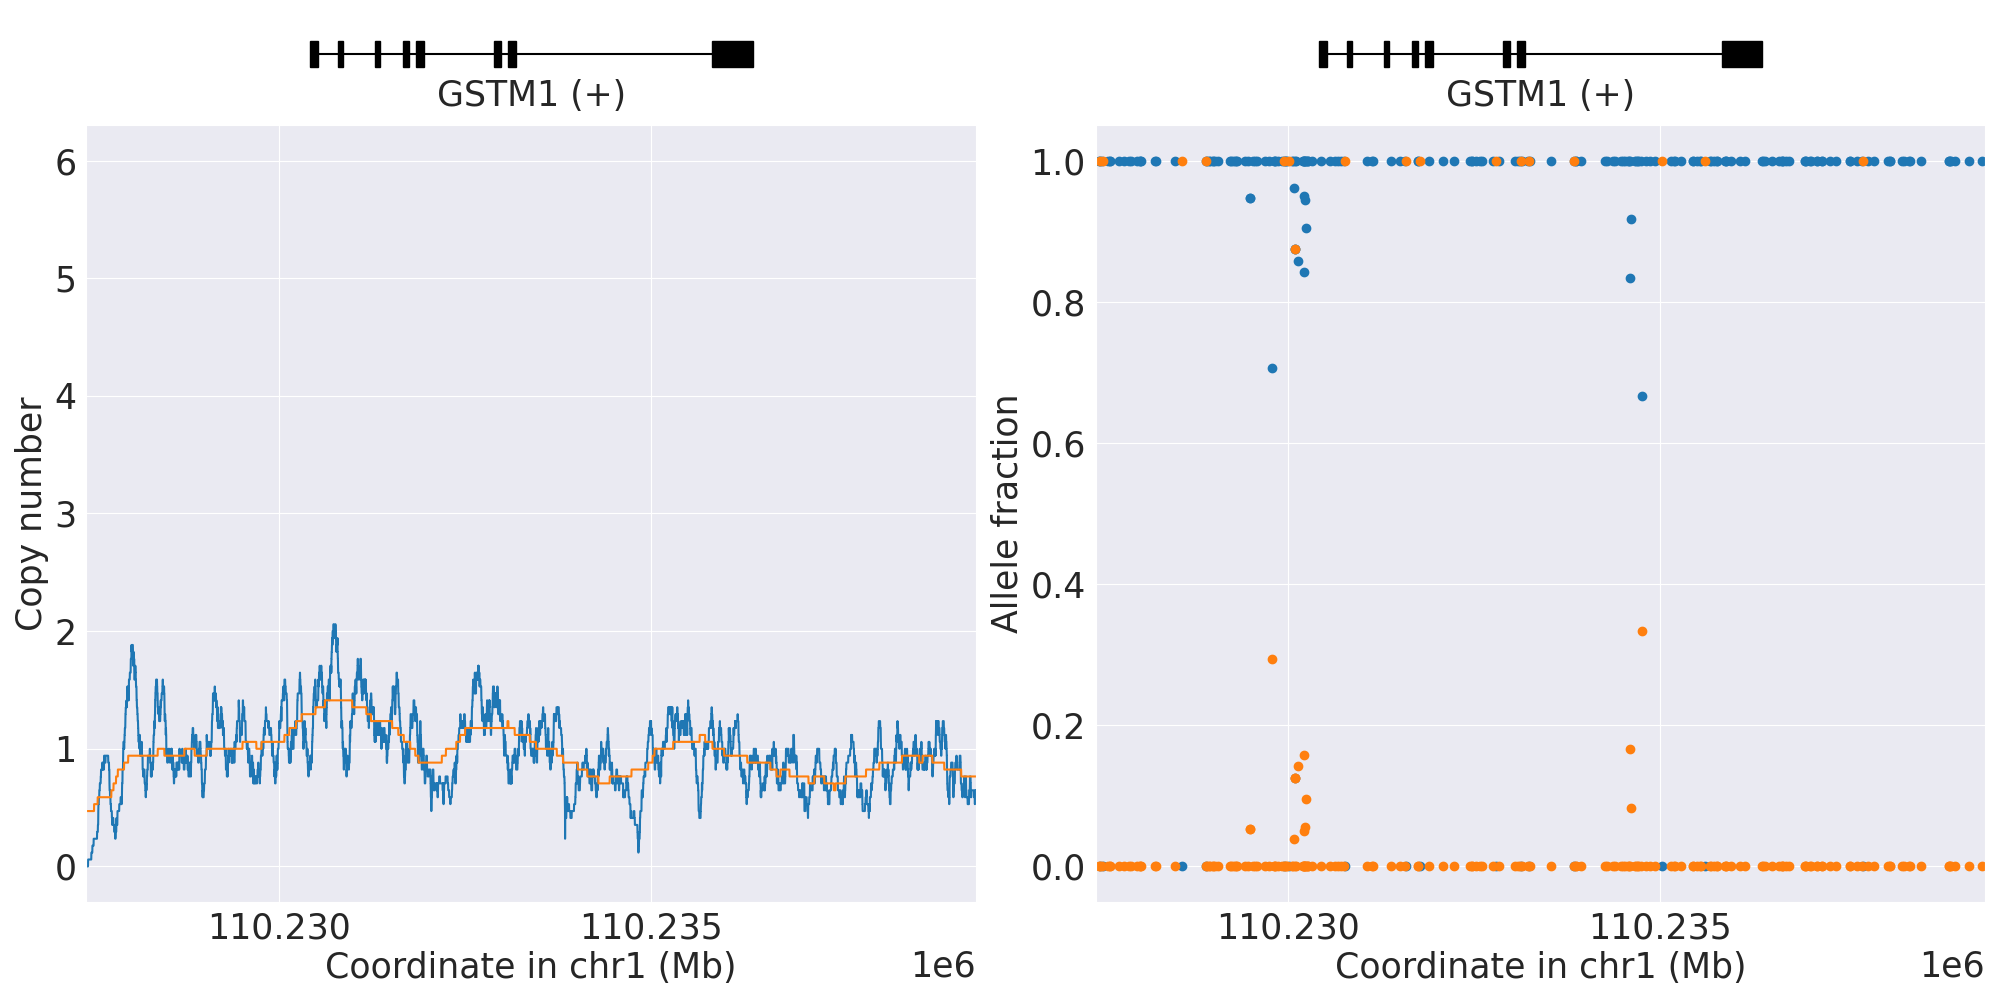 GSTM1 (+)
6
5
4
3
2
1
0
Copy number
110.230
110.235
Coordinate in chr1 (Mb)
1e6
GSTM1 (+)
1.0
0.8
0.6
0.4
0.2
0.0
Allele fraction
110.230
110.235
Coordinate in chr1 (Mb)
1e6